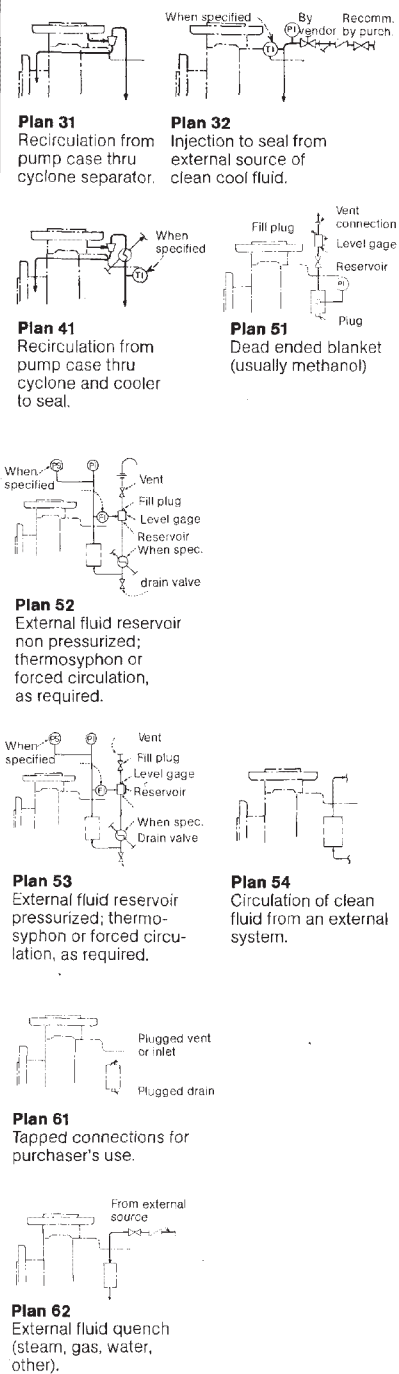 When specified
TI
PI
By
vendor
Recomm.
by purch.
Plan 31
Recirculation from
pump case thru
cyclone separator.
Plan 32
Injection to seal from
external source of
clean cool fluid.
When
specified
TI
Plan 41
Recirculation from
pump case thru
cyclone and cooler
to seal.
Vent
connection
Fill plug
Level gage
Reservoir
PI
Plug
Plan 51
Dead ended blanket
(usually methanol)
When
specified
PS
PI
Vent
Fill plug
FI
Level gage
Reservoir
When spec.
drain valve
Plan 52
External fluid reservoir
non pressurized;
thermosyphon or
forced circulation,
as required.
When
specified
PS
PI
Vent
Fill plug
Level gage
Reservoir
When spec.
Drain valve
Plan 53
External fluid reservoir
pressurized; thermo-
syphon or forced circu-
lation, as required.
Plan 54
Circulation of clean
fluid from an external
system.
Plugged vent
or inlet
Plugged drain
Plan 61
Tapped connections for
purchaser's use.
From external
source
Plan 62
External fluid quench
(steam, gas, water,
other).